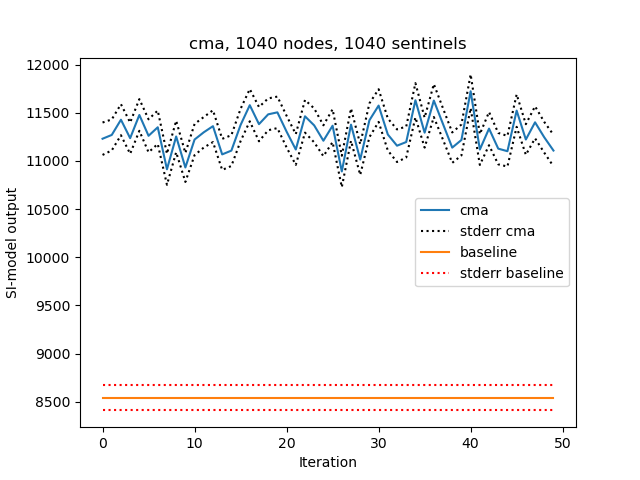 cma, 1040 nodes, 1040 sentinels
12000
11500
11000
10500
10000
9500
9000
8500
SI-model output
cma
stderr cma
baseline
stderr baseline
0 10 20 30 40 50
Iteration